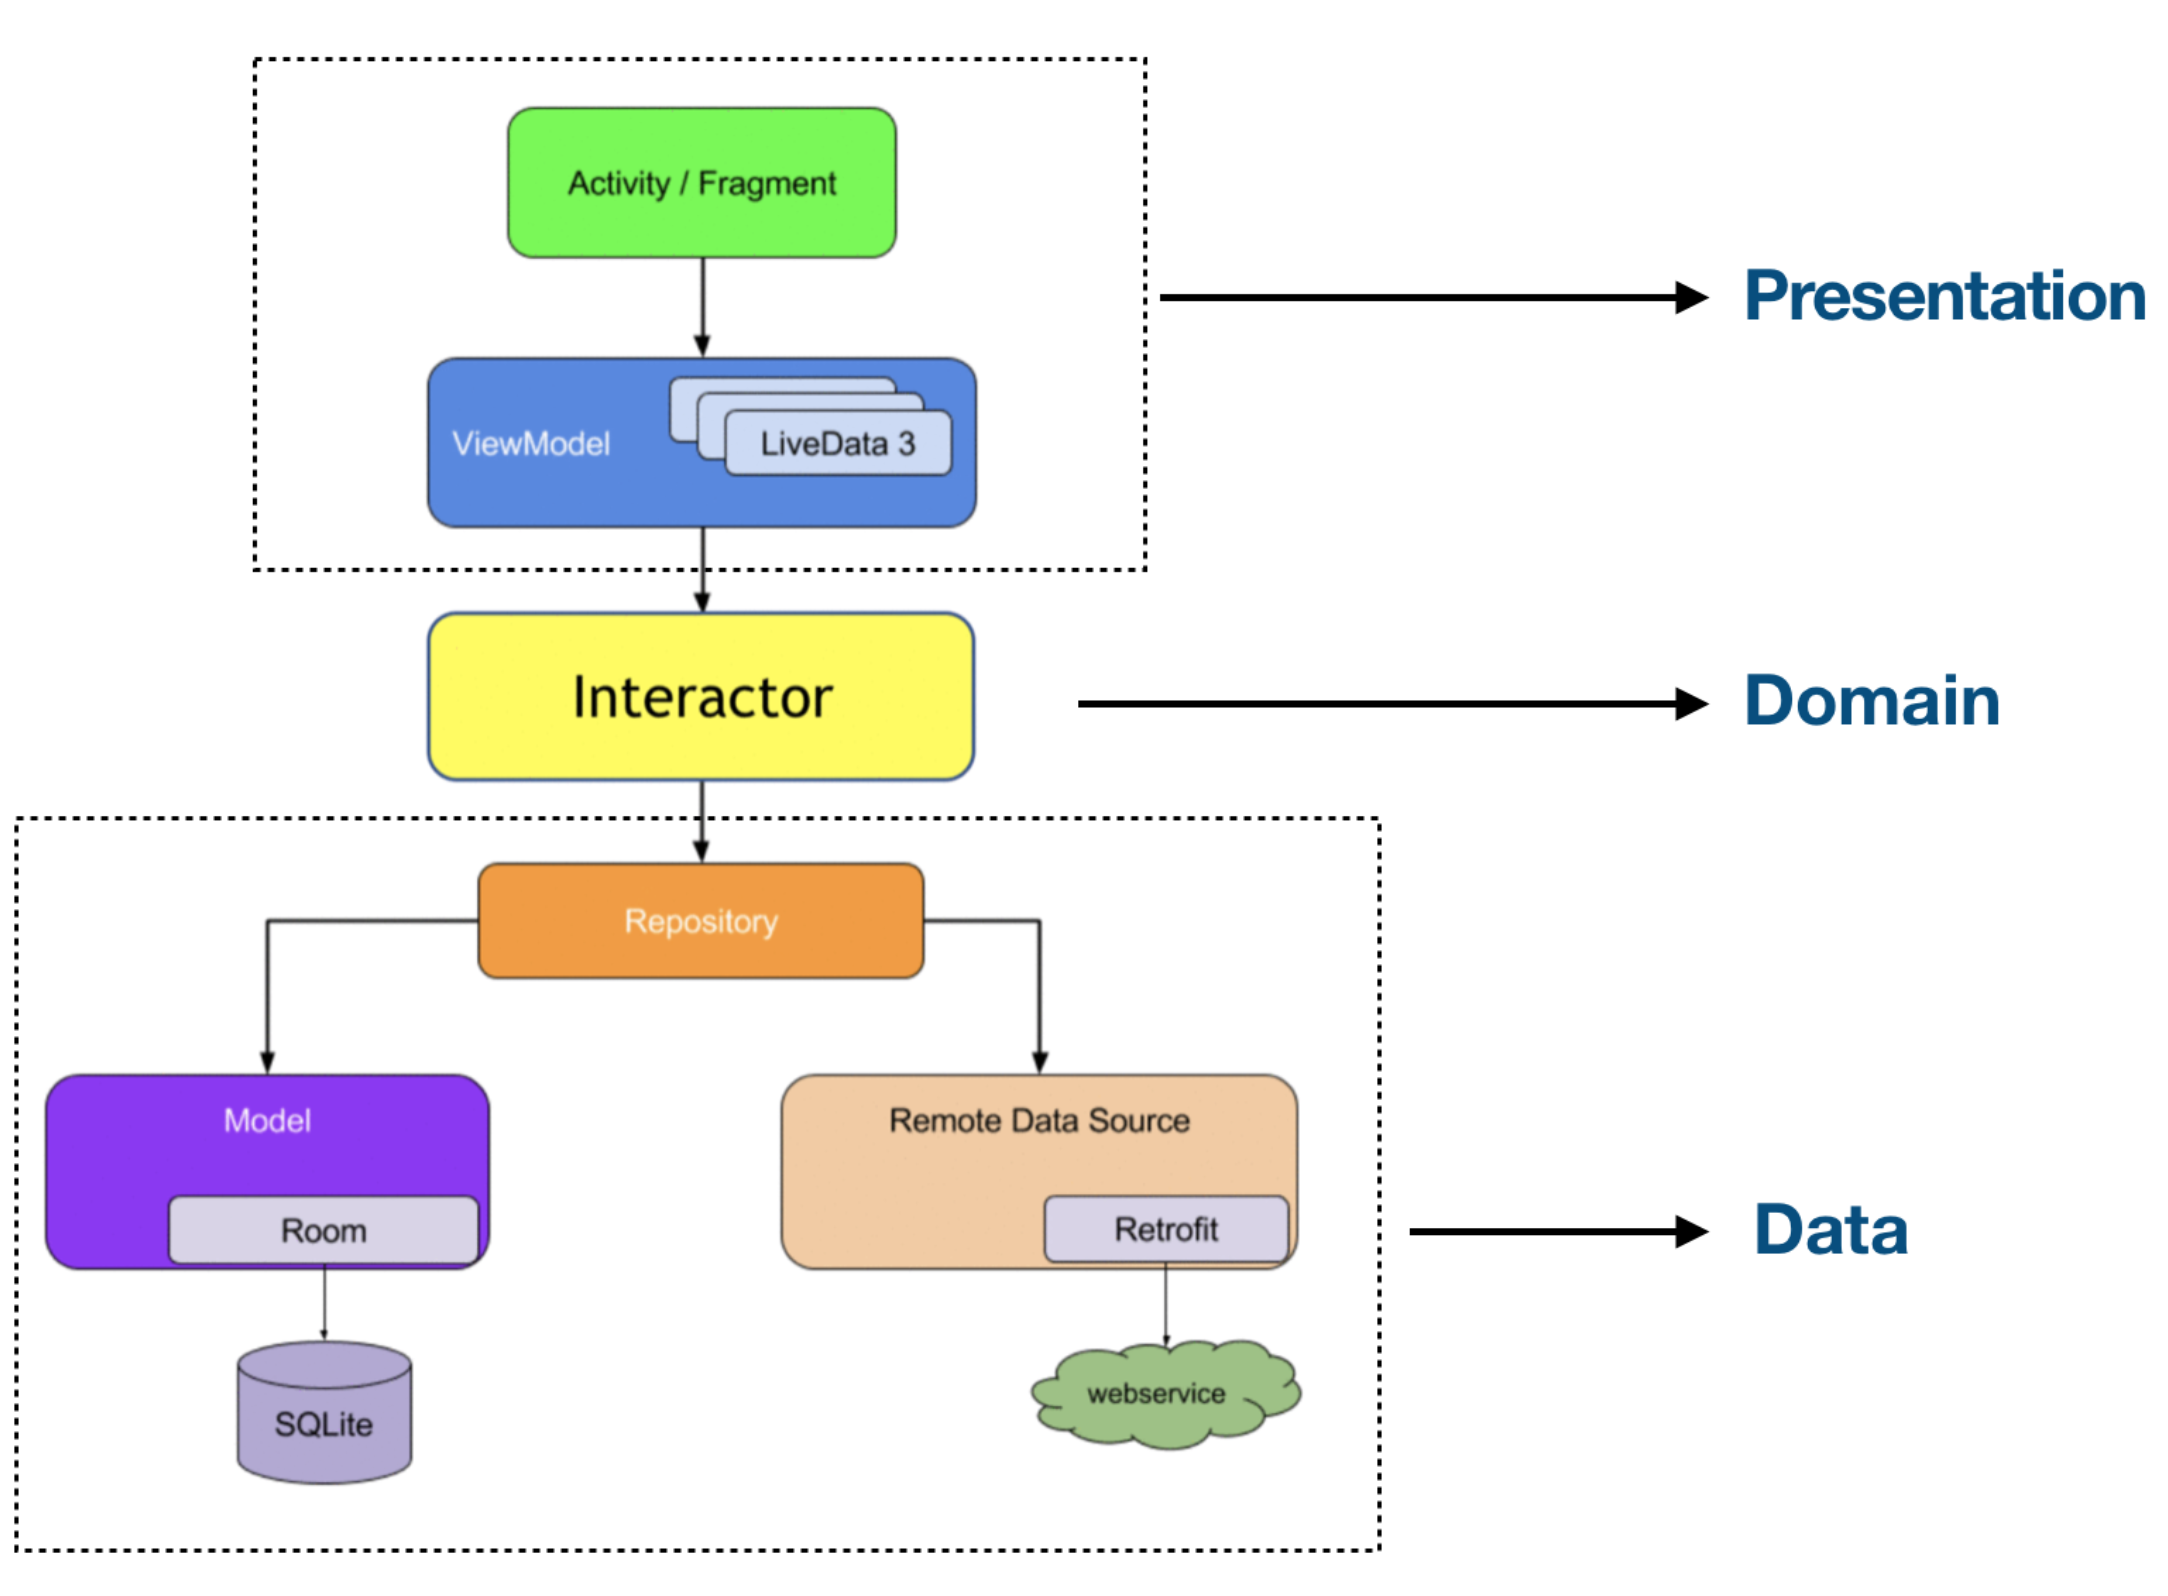 Activity / Fragment
Presentation
ViewModel
LiveData 3
Interactor
Domain
Repository
Model
Room
Remote Data Source
Retrofit
Data
SQLite
webservice